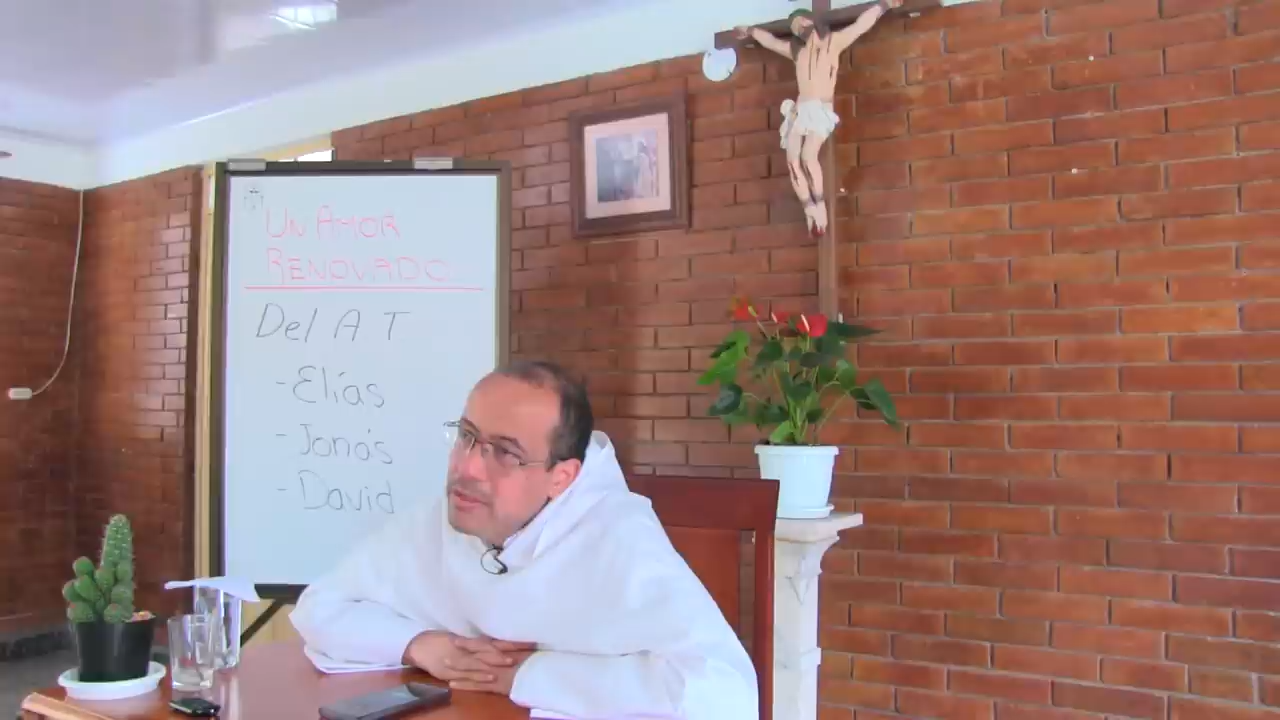 UN AMOR
RENOVADO
Del A T
- Elías
- Jonás
- David